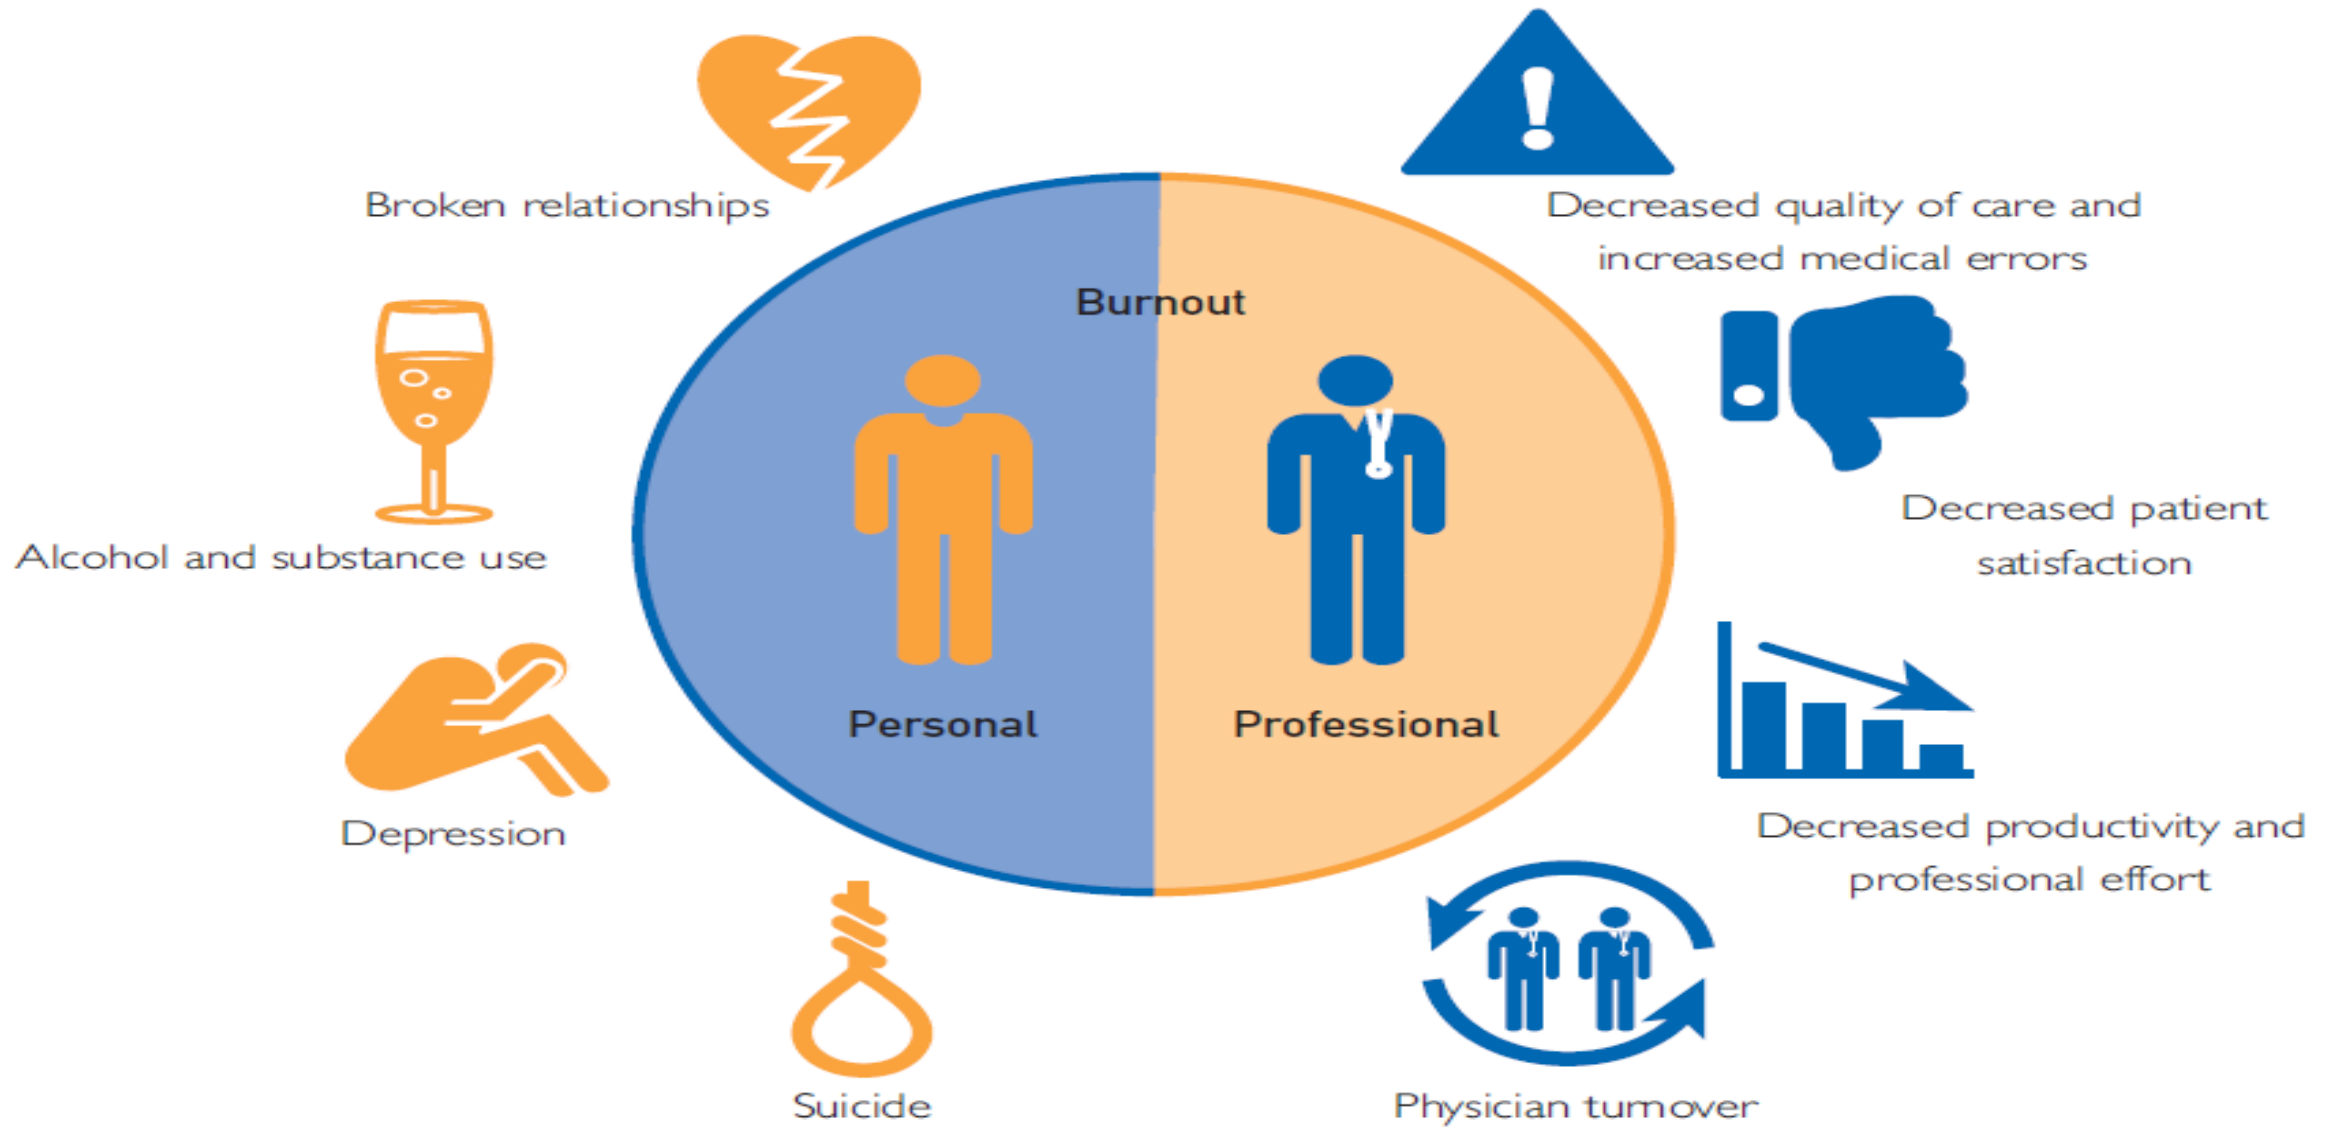 Broken relationships
Decreased quality of care and
increased medical errors
Burnout
Alcohol and substance use
Decreased patient
satisfaction
Personal
Professional
Depression
Decreased productivity and
professional effort
Suicide
Physician turnover